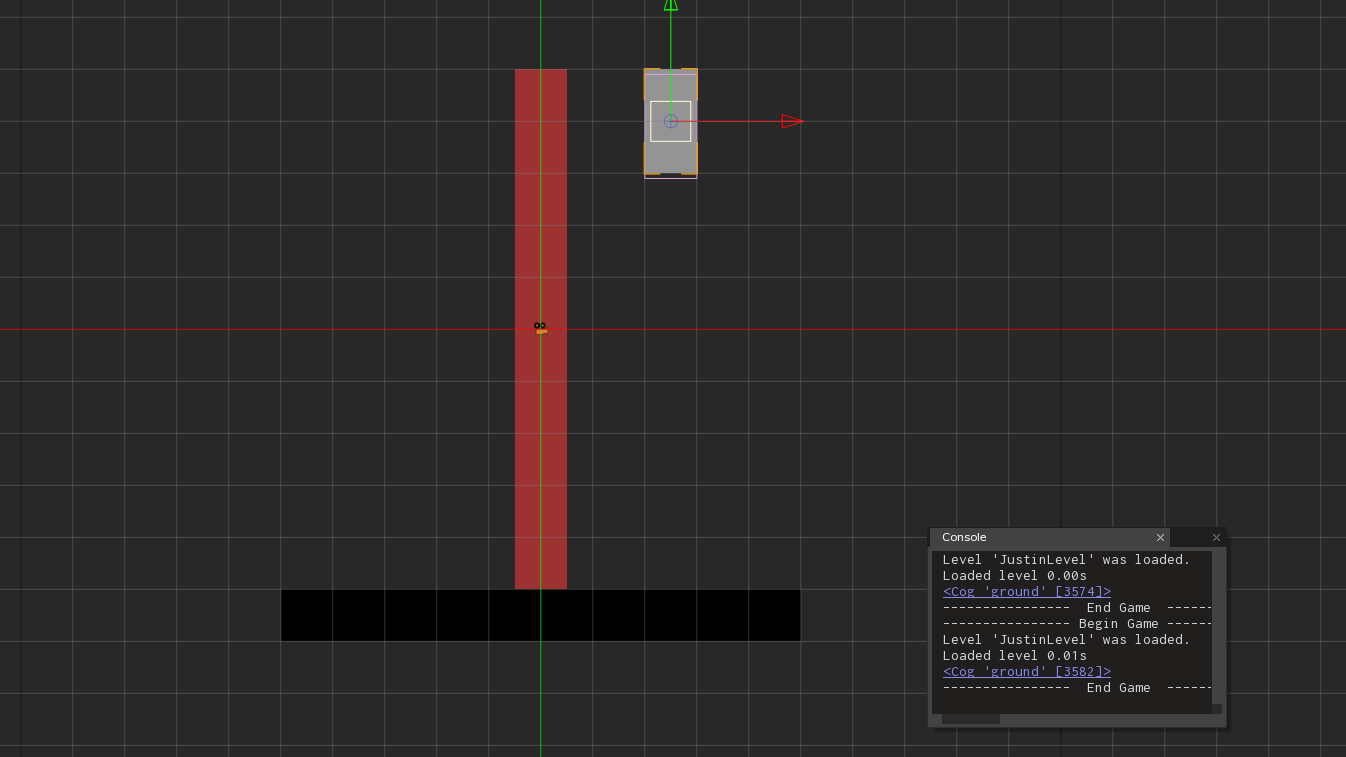 Console
Level 'JustinLevel' was loaded.
Loaded level 0.00s
<Cog 'ground' [3574]>
---------------- End Game ------
---------------- Begin Game ------
Level 'JustinLevel' was loaded.
Loaded level 0.01s
<Cog 'ground' [3582]>
---------------- End Game ------